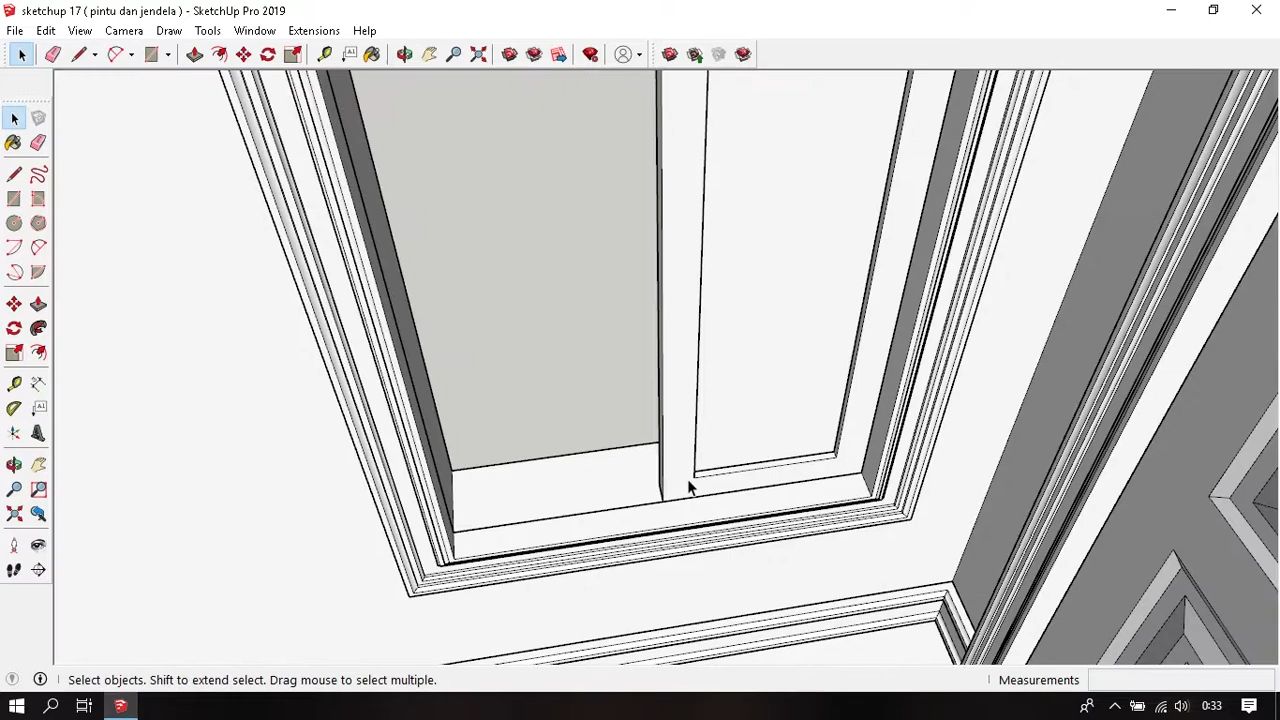 sketchup 17 ( pintu dan jendela ) - SketchUp Pro 2019
File Edit View Camera Draw Tools Window Extensions Help
Select objects. Shift to extend select. Drag mouse to select multiple.
Measurements
0:33